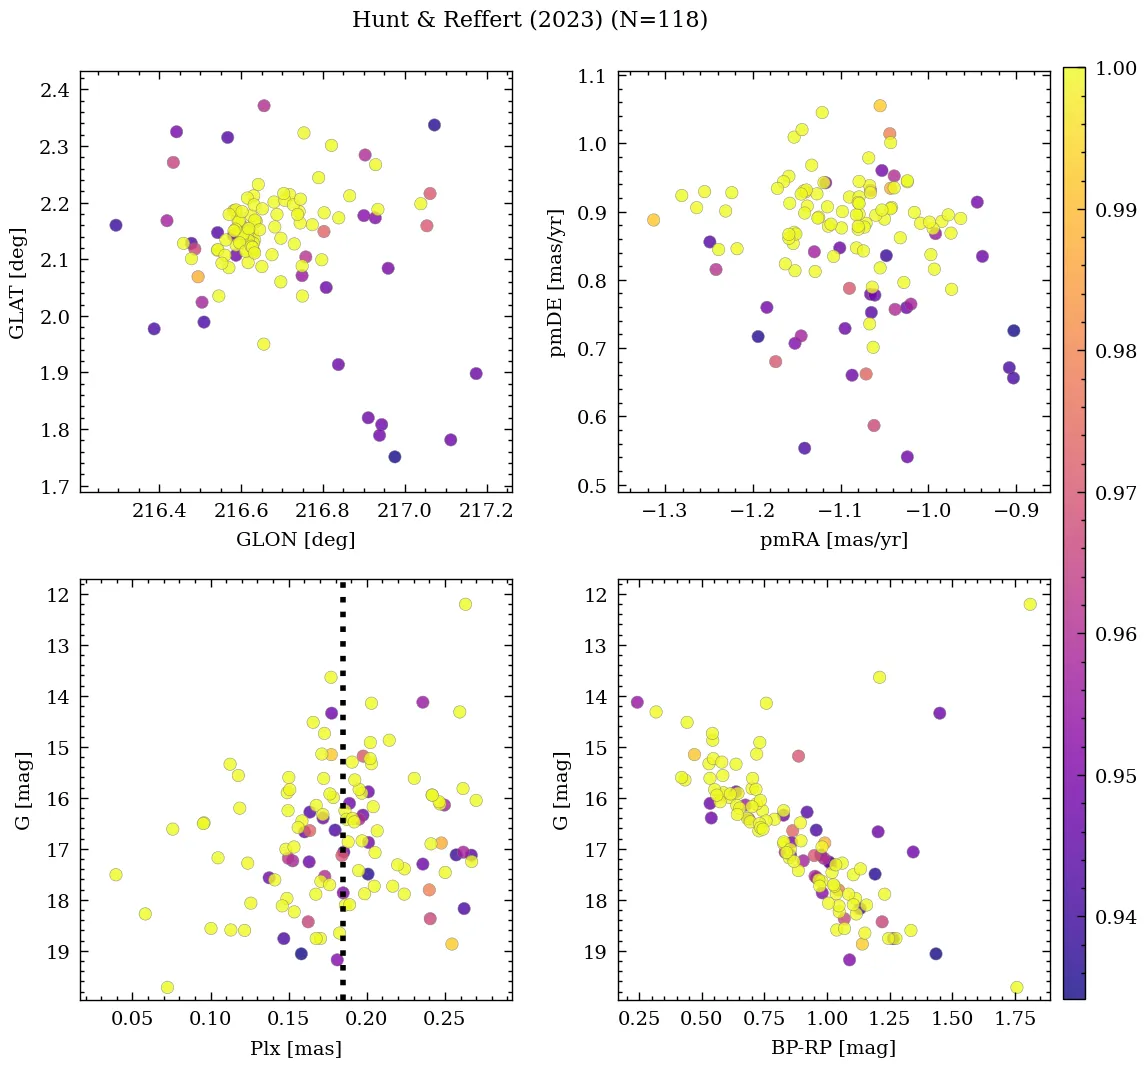 Hunt & Reffert (2023) (N=118)
2.4
2.3
2.2
2.1
2.0
1.9
1.8
1.7
GLAT [deg]
216.4 216.6 216.8 217.0 217.2
GLON [deg]
1.1
1.0
0.9
0.8
0.7
0.6
0.5
pmDE [mas/yr]
−1.3 −1.2 −1.1 −1.0 −0.9
pmRA [mas/yr]
12
13
14
15
16
17
18
19
G [mag]
0.05 0.10 0.15 0.20 0.25
Plx [mas]
12
13
14
15
16
17
18
19
G [mag]
0.25 0.50 0.75 1.00 1.25 1.50 1.75
BP-RP [mag]
1.00
0.99
0.98
0.97
0.96
0.95
0.94